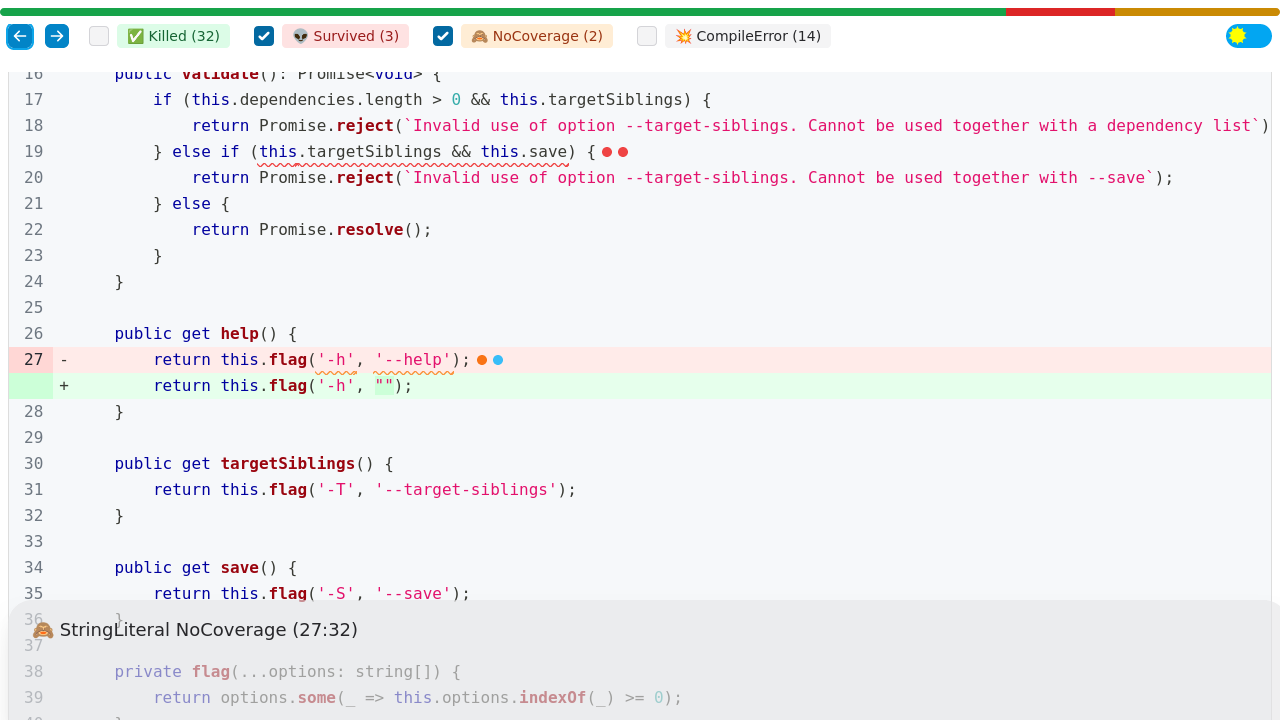 ✅ Killed (32) 👽 Survived (3) 🙈 NoCoverage (2) 💥 CompileError (14)
16 public validate(): Promise<void> {
17 if (this.dependencies.length > 0 && this.targetSiblings) {
18 return Promise.reject(`Invalid use of option --target-siblings. Cannot be used together with a dependency list`)
19 } else if (this.targetSiblings && this.save) {
20 return Promise.reject(`Invalid use of option --target-siblings. Cannot be used together with --save`);
21 } else {
22 return Promise.resolve();
23 }
24 }
25
26 public get help() {
27 - return this.flag('-h', '--help');
+ return this.flag('-h', "");
28 }
29
30 public get targetSiblings() {
31 return this.flag('-T', '--target-siblings');
32 }
33
34 public get save() {
35 return this.flag('-S', '--save');
36 }
🙈 StringLiteral NoCoverage (27:32)
37
38 private flag(...options: string[]) {
39 return options.some(_ => this.options.indexOf(_) >= 0);
40 }